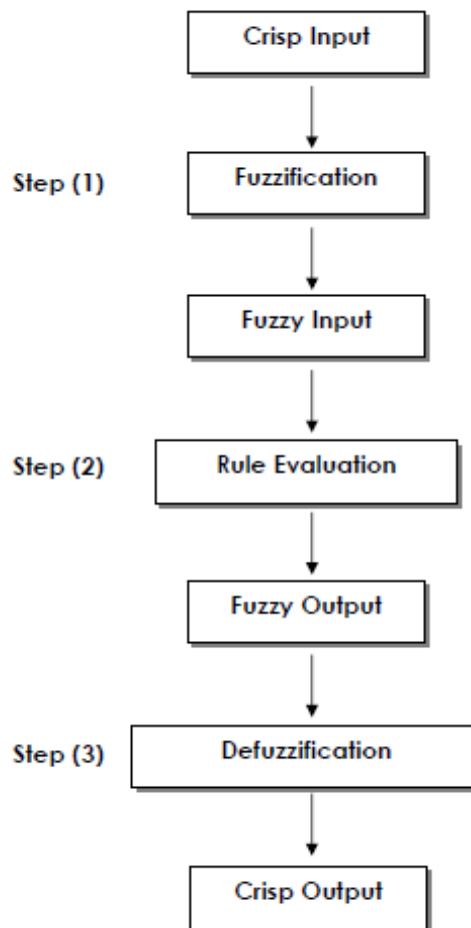 Crisp Input
Step (1)
Fuzzification
Fuzzy Input
Step (2)
Rule Evaluation
Fuzzy Output
Step (3)
Defuzzification
Crisp Output